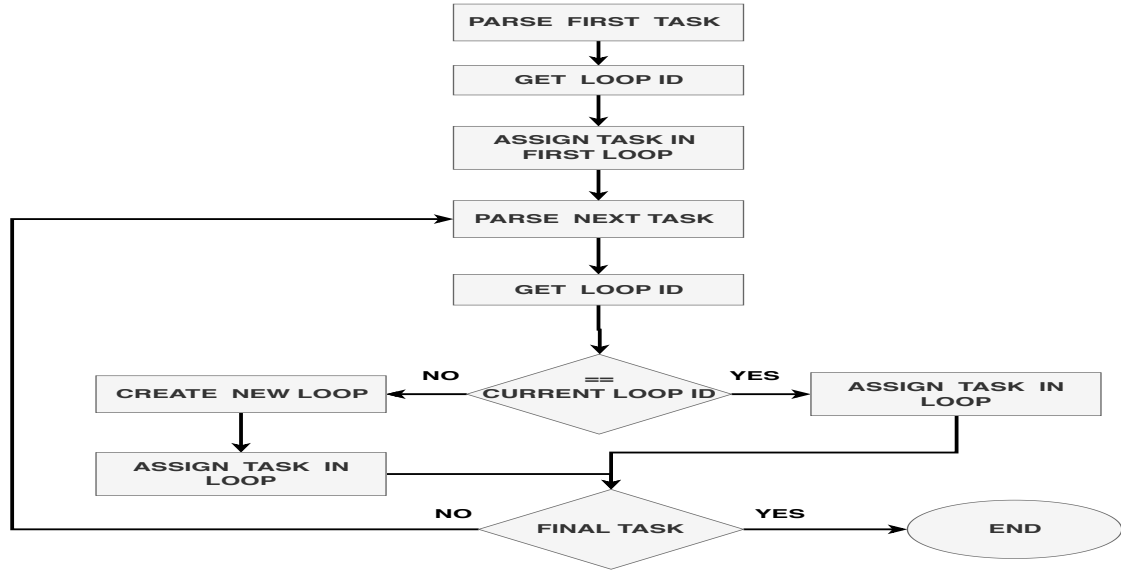 PARSE FIRST TASK
GET LOOP ID
ASSIGN TASK IN
FIRST LOOP
PARSE NEXT TASK
GET LOOP ID
==
CURRENT LOOP ID
NO
YES
CREATE NEW LOOP
ASSIGN TASK IN
LOOP
ASSIGN TASK IN
LOOP
FINAL TASK
NO
YES
END